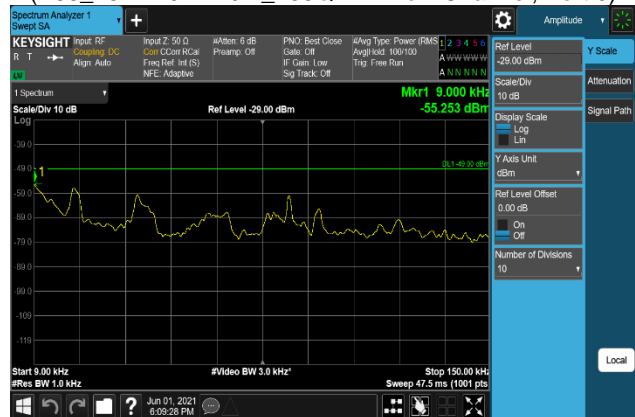 Spectrum Analyzer 1
Swept SA
Amplitude
KEYSIGHT
R T
LW
Input: RF
Coupling: DC
Align: Auto
Input Z: 50 Ω
Corr CCorr RCal
Freq Ref: Int (S)
NFE: Adaptive
#Atten: 6 dB
Preamp: Off
PNO: Best Close
Gate: Off
IF Gain: Low
Sig Track: Off
#Avg Type: Power (RMS
Avg|Hold: 100/100
Trig: Free Run
1 2 3 4 5 6
A W W W W W
A N N N N N
1 Spectrum
Scale/Div 10 dB
Log
Ref Level -29.00 dBm
Mkr1 9.000 kHz
-55.253 dBm
DL1 -49.00 dBm
1
-39.0
-49.0
-59.0
-69.0
-79.0
-89.0
-99.0
-109
-119
Start 9.00 kHz
#Res BW 1.0 kHz
#Video BW 3.0 kHz*
Stop 150.00 kHz
Sweep 47.5 ms (1001 pts
Ref Level
-29.00 dBm
Scale/Div
10 dB
Display Scale
Log
Lin
Y Axis Unit
dBm
Ref Level Offset
0.00 dB
On
Off
Number of Divisions
10
Y Scale
Attenuation
Signal Path
Local
?
Jun 01, 2021
6:09:28 PM